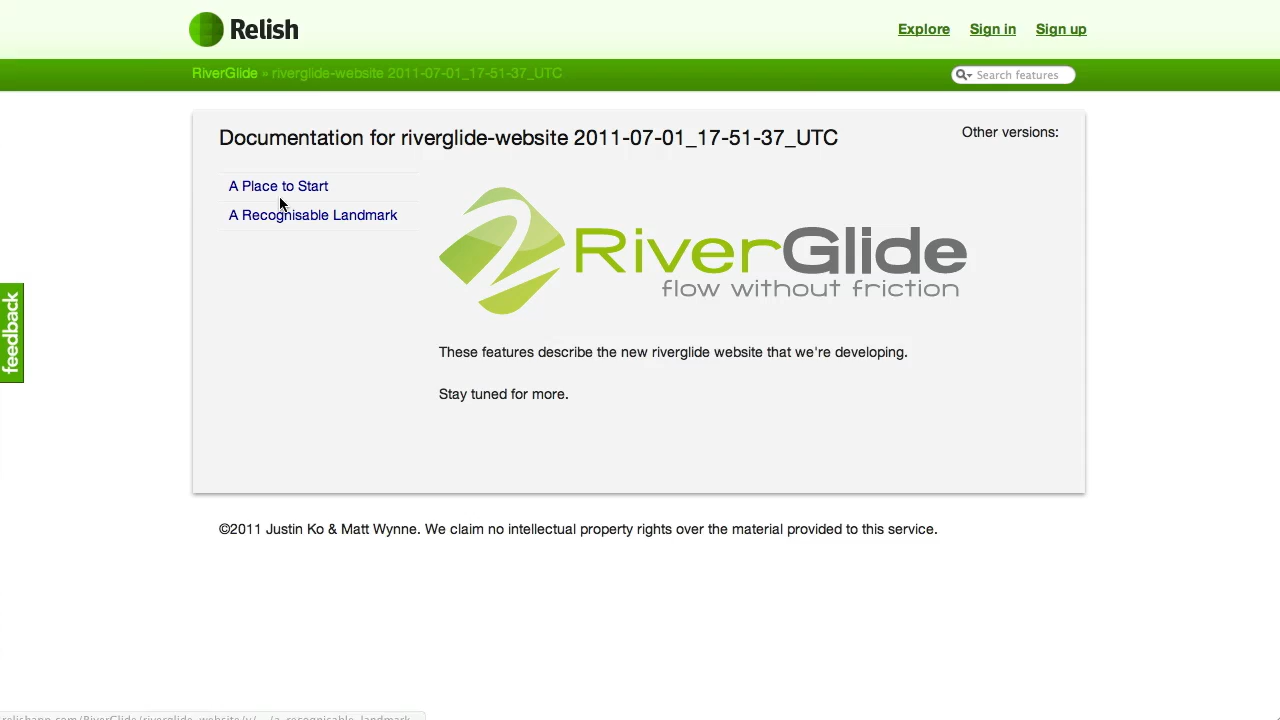 Relish
Explore Sign in Sign up
RiverGlide » riverglide-website 2011-07-01_17-51-37_UTC
Search features
Documentation for riverglide-website 2011-07-01_17-51-37_UTC
Other versions:
A Place to Start
A Recognisable Landmark
RiverGlide
flow without friction
These features describe the new riverglide website that we're developing.
Stay tuned for more.
feedback
©2011 Justin Ko & Matt Wynne. We claim no intellectual property rights over the material provided to this service.